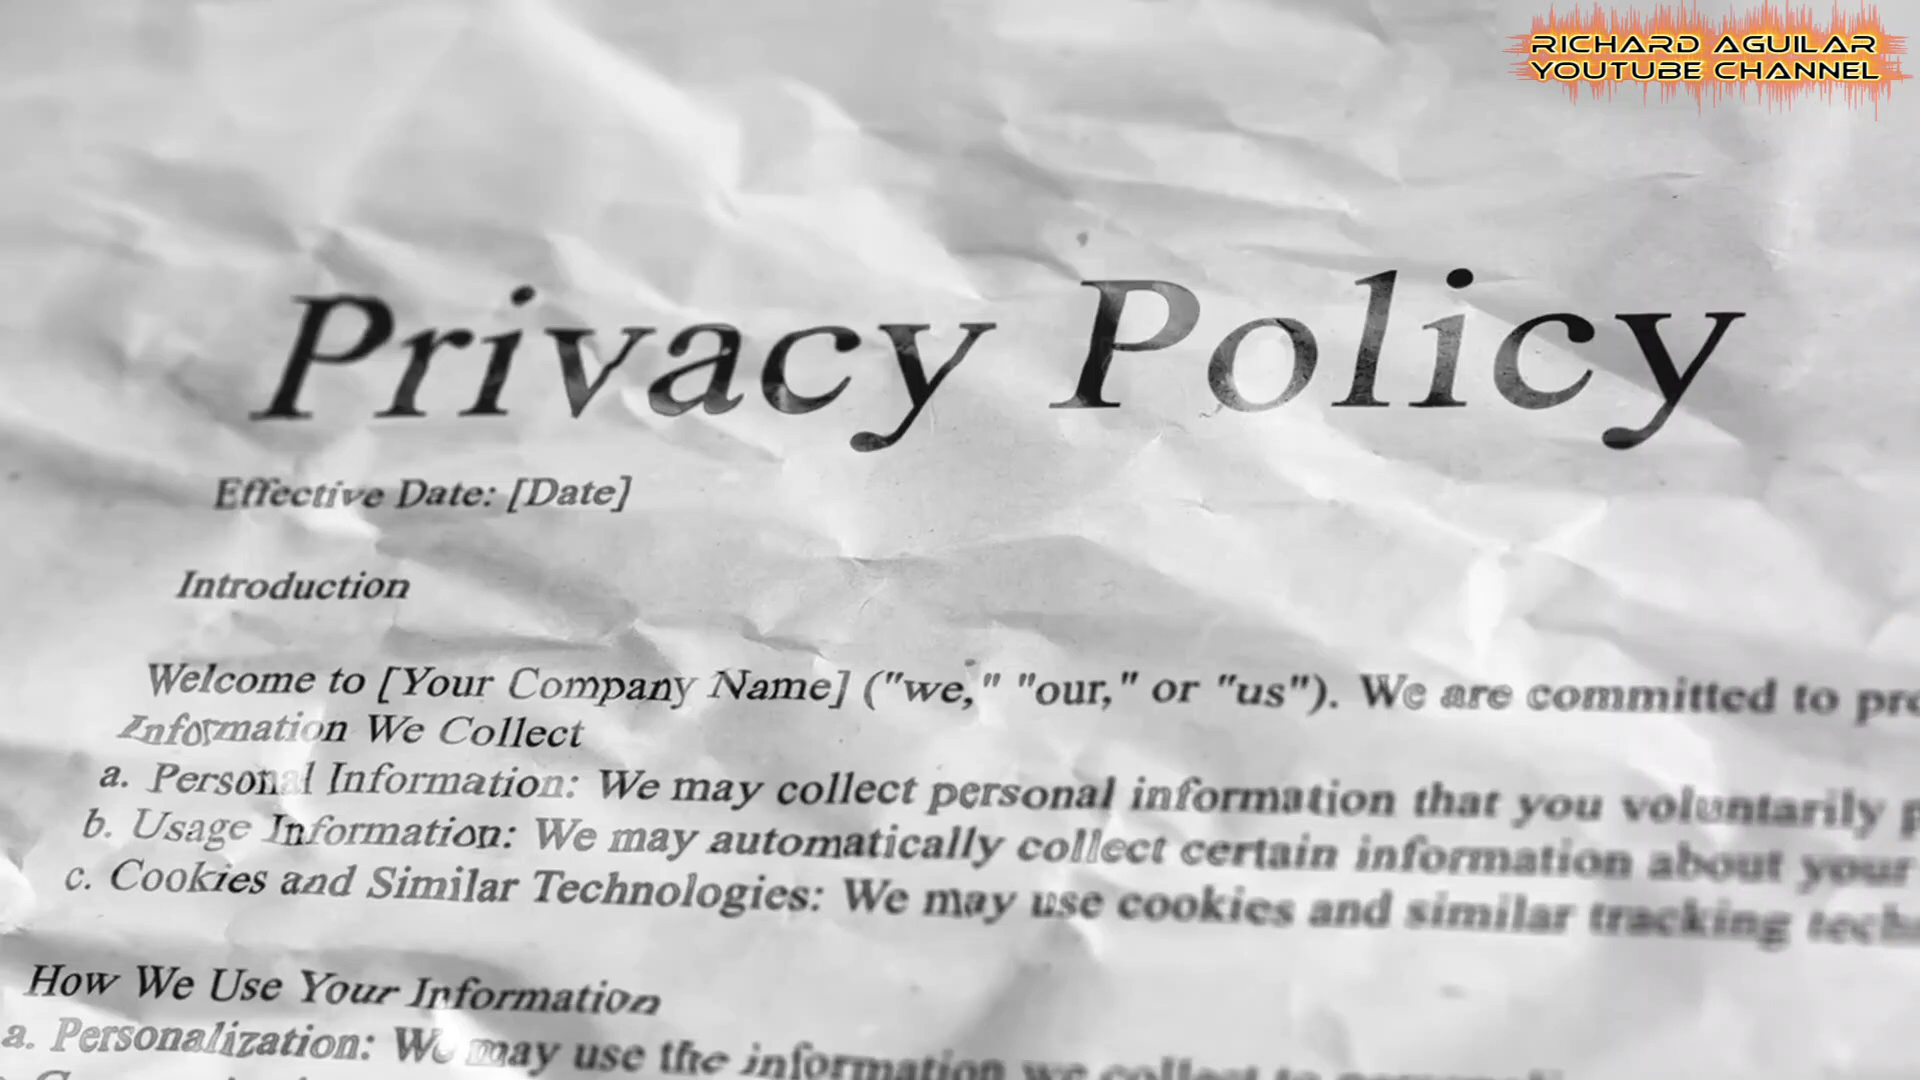 RICHARD AGUILAR
YOUTUBE CHANNEL
Privacy Policy
Effective Date: [Date]
Introduction
Welcome to [Your Company Name] ("we," "our," or "us"). We are committed to
Information We Collect
a. Personal Information: We may collect personal information that you voluntarily
b. Usage Information: We may automatically collect certain information about your
c. Cookies and Similar Technologies: We may use cookies and similar tracking
How We Use Your Information
a. Personalization: We may use the information we collect to